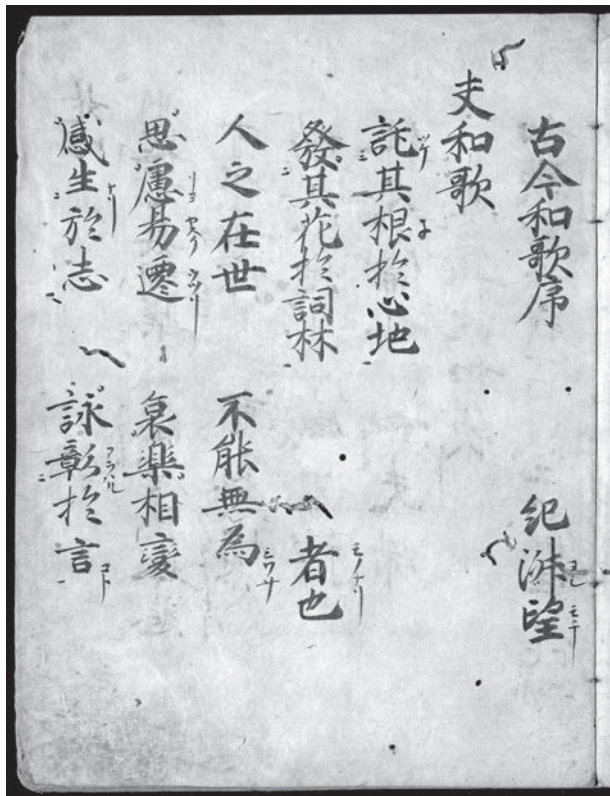 古今和歌序 紀淑望
夫和歌
託其根於心地
發其花於詞林 者也
人之在世 不能無為
思慮易遷 哀樂相變
感生於志 詠彰於言